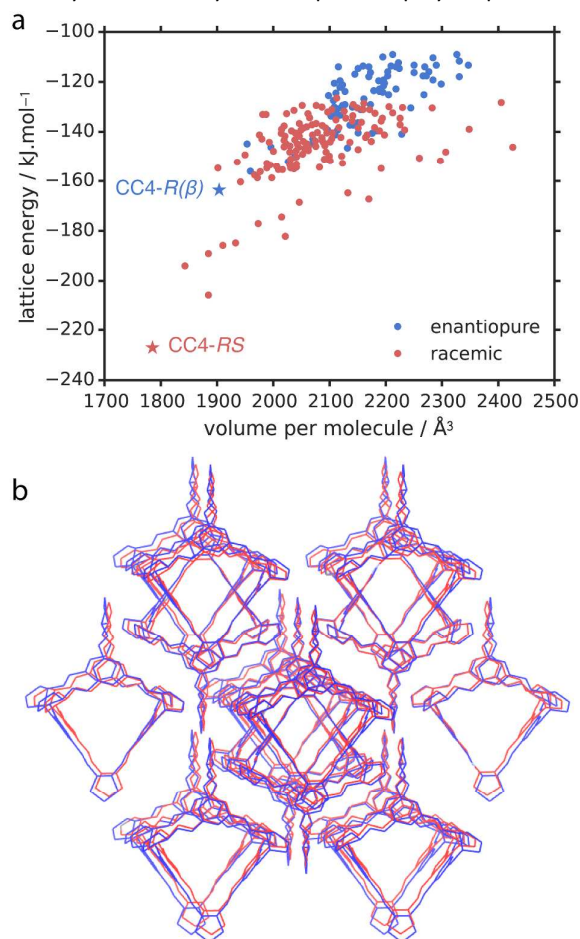 a
−100
−120
−140
−160
−180
−200
−220
−240
lattice energy / kJ.mol⁻¹
CC4-R(β)
CC4-RS
enantiopure
racemic
1700 1800 1900 2000 2100 2200 2300 2400 2500
volume per molecule / Å³
b